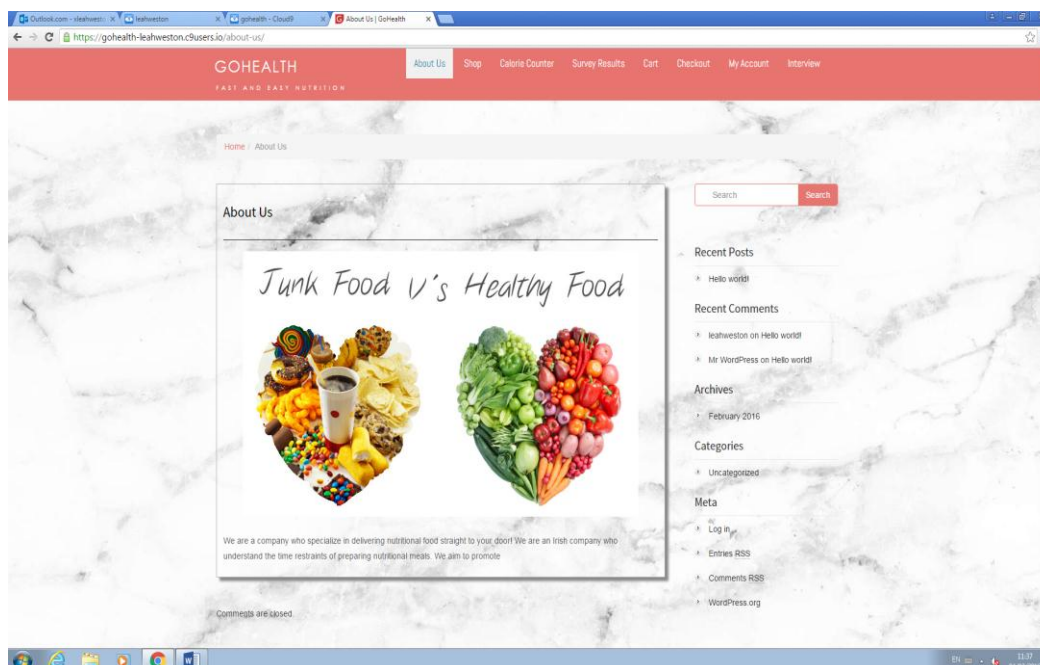 Outlook.com - xleahwest
leahweston
gohealth - Cloud9
About Us | GoHealth
https://gohealth-leahweston.c9users.io/about-us/
GOHEALTH
FAST AND EASY NUTRITION
About Us Shop Calorie Counter Survey Results Cart Checkout My Account Interview
Home / About Us
About Us
Junk Food V's Healthy Food
We are a company who specialize in delivering nutritional food straight to your door! We are an Irish company who
understand the time restraints of preparing nutritional meals. We aim to promote
Comments are closed.
Search Search
Recent Posts
Hello world!
Recent Comments
leahweston on Hello world!
Mr WordPress on Hello world!
Archives
February 2016
Categories
Uncategorized
Meta
Log in
Entries RSS
Comments RSS
WordPress.org
EN 11:37